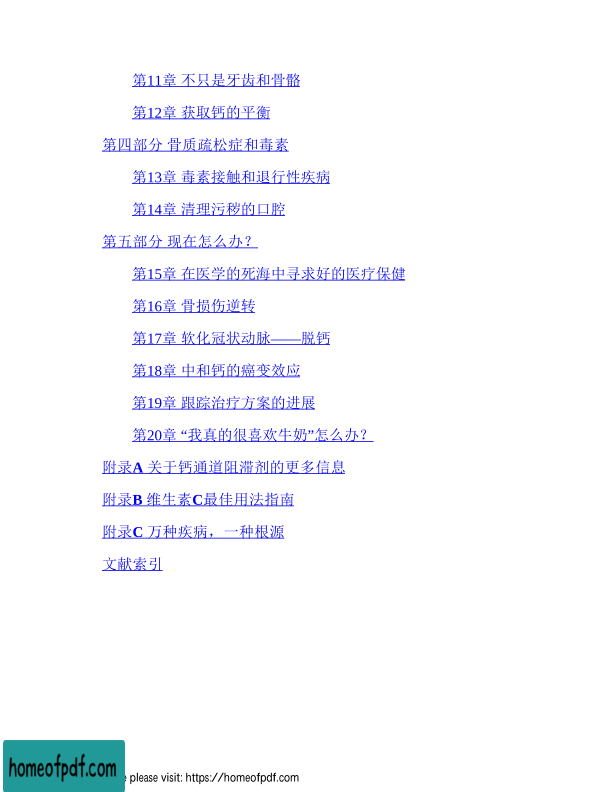 第11章 不只是牙齿和骨骼
第12章 获取钙的平衡
第四部分 骨质疏松症和毒素
第13章 毒素接触和退行性疾病
第14章 清理污秽的口腔
第五部分 现在怎么办？
第15章 在医学的死海中寻求好的医疗保健
第16章 骨损伤逆转
第17章 软化冠状动脉——脱钙
第18章 中和钙的癌变效应
第19章 跟踪治疗方案的进展
第20章 “我真的很喜欢牛奶”怎么办？
附录A 关于钙通道阻滞剂的更多信息
附录B 维生素C最佳用法指南
附录C 万种疾病，一种根源
文献索引
homeofpdf.com
please visit: https://homeofpdf.com